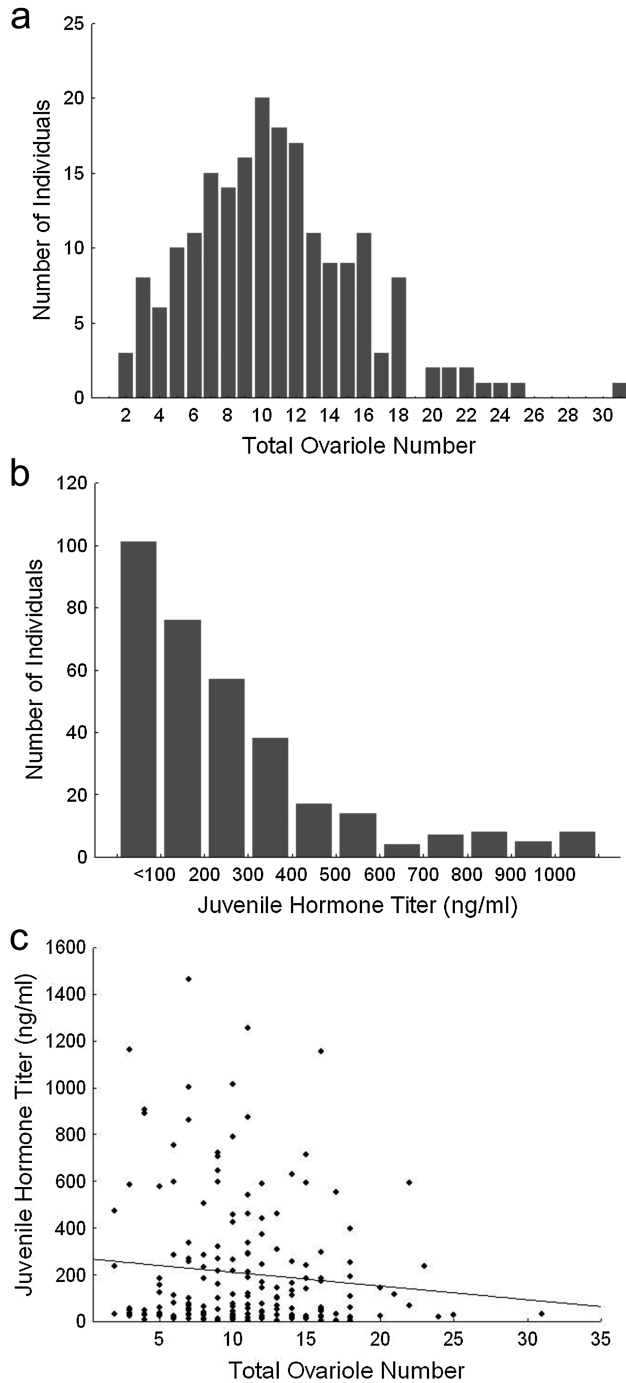 a
25
20
15
10
5
0
Number of Individuals
2 4 6 8 10 12 14 16 18 20 22 24 26 28 30
Total Ovariole Number
b
120
100
80
60
40
20
0
Number of Individuals
<100 200 300 400 500 600 700 800 900 1000
Juvenile Hormone Titer (ng/ml)
c
1600
1400
1200
1000
800
600
400
200
0
Juvenile Hormone Titer (ng/ml)
5 10 15 20 25 30 35
Total Ovariole Number